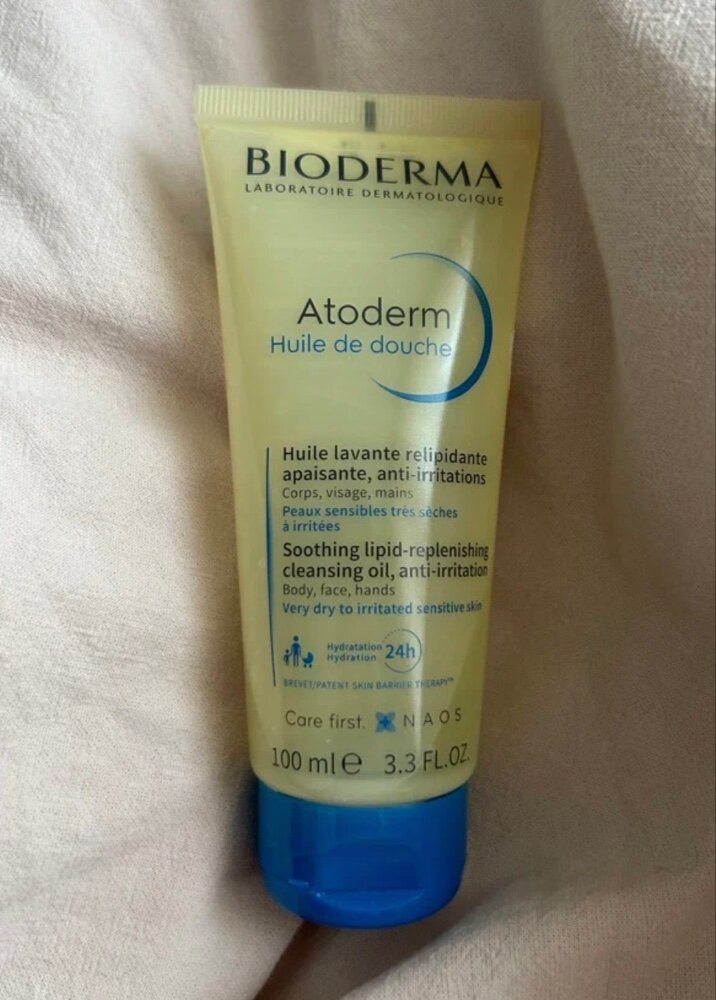 BIODERMA
LABORATOIRE DERMATOLOGIQUE
Atoderm
Huile de douche
Huile lavante relipidante
apaisante, anti-irritations
Corps, visage, mains
Peaux sensibles très sèches
à irritées
Soothing lipid-replenishing
cleansing oil, anti-irritation
Body, face, hands
Very dry to irritated sensitive skin
Hydratation
Hydration
24h
BREVET/PATENT SKIN BARRIER THERAPY™
Care first. NAOS
100 ml ℮ 3.3 FL.OZ.